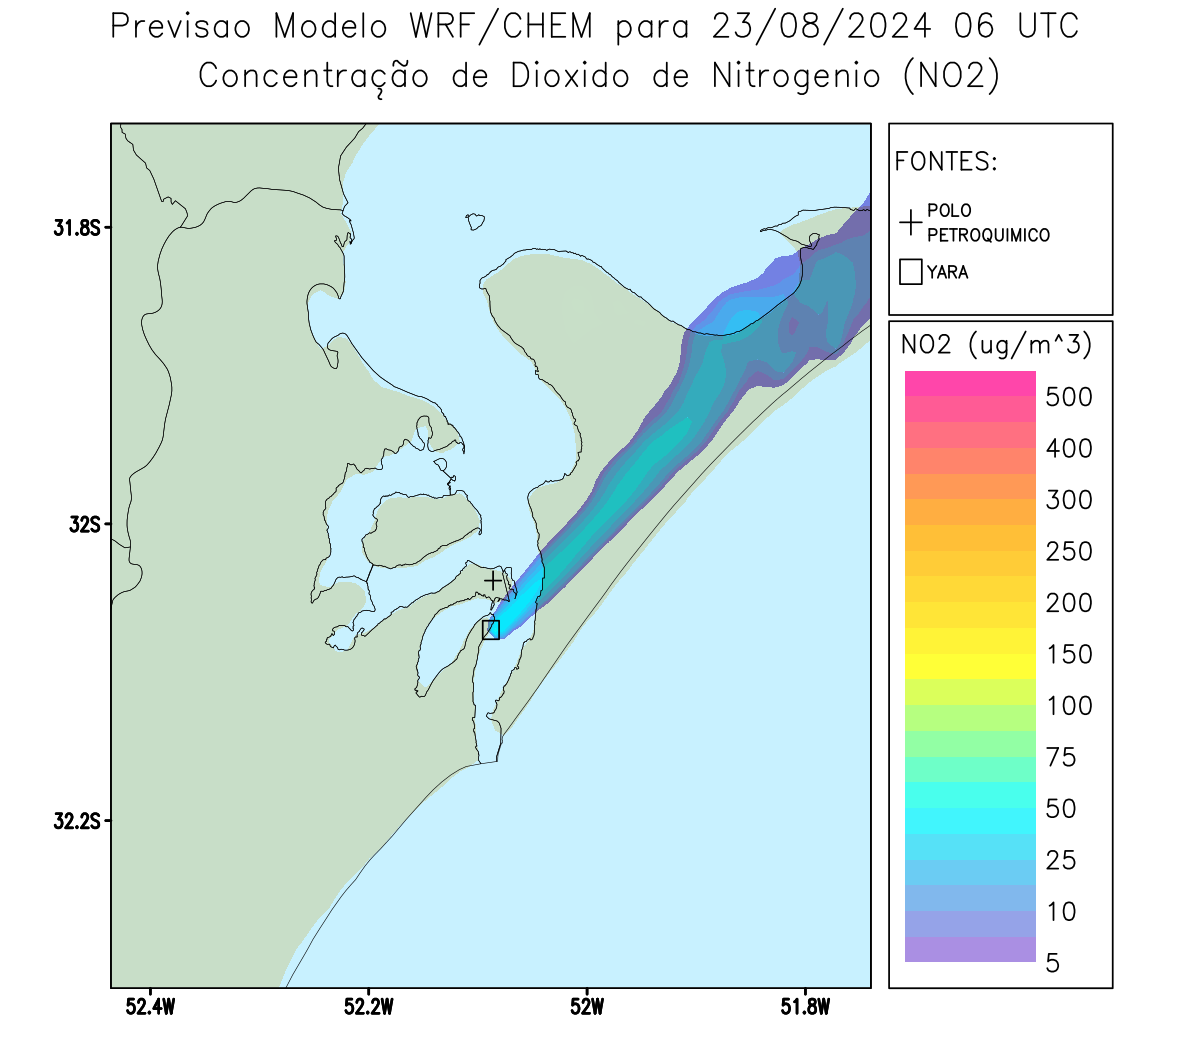 Previsao Modelo WRF/CHEM para 23/08/2024 06 UTC
Concentração de Dioxido de Nitrogenio (NO2)
FONTES:
POLO
PETROQUIMICO
YARA
NO2 (ug/m^3)
500
400
300
250
200
150
100
75
50
25
10
5
31.8S
32S
32.2S
52.4W
52.2W
52W
51.8W